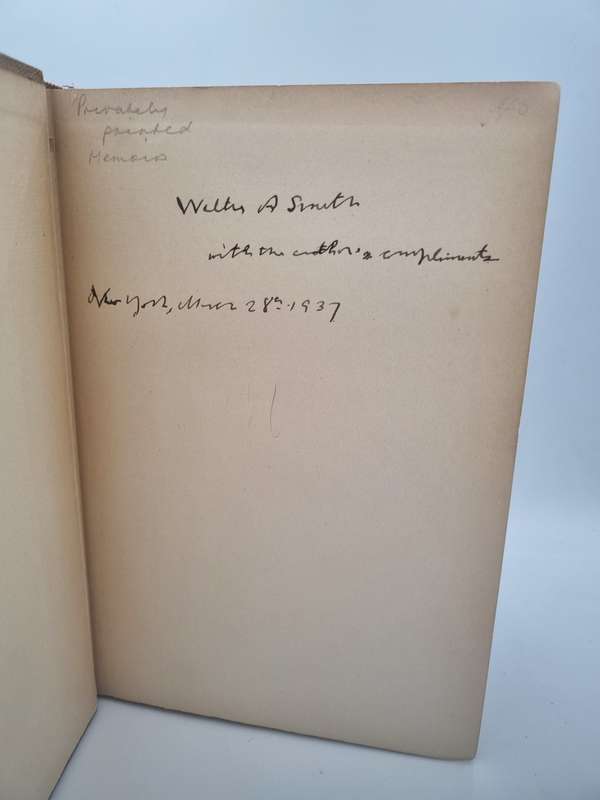 Privately
printed
Memoirs
Walter A Smith
with the author's compliments
New York, March 28th 1937